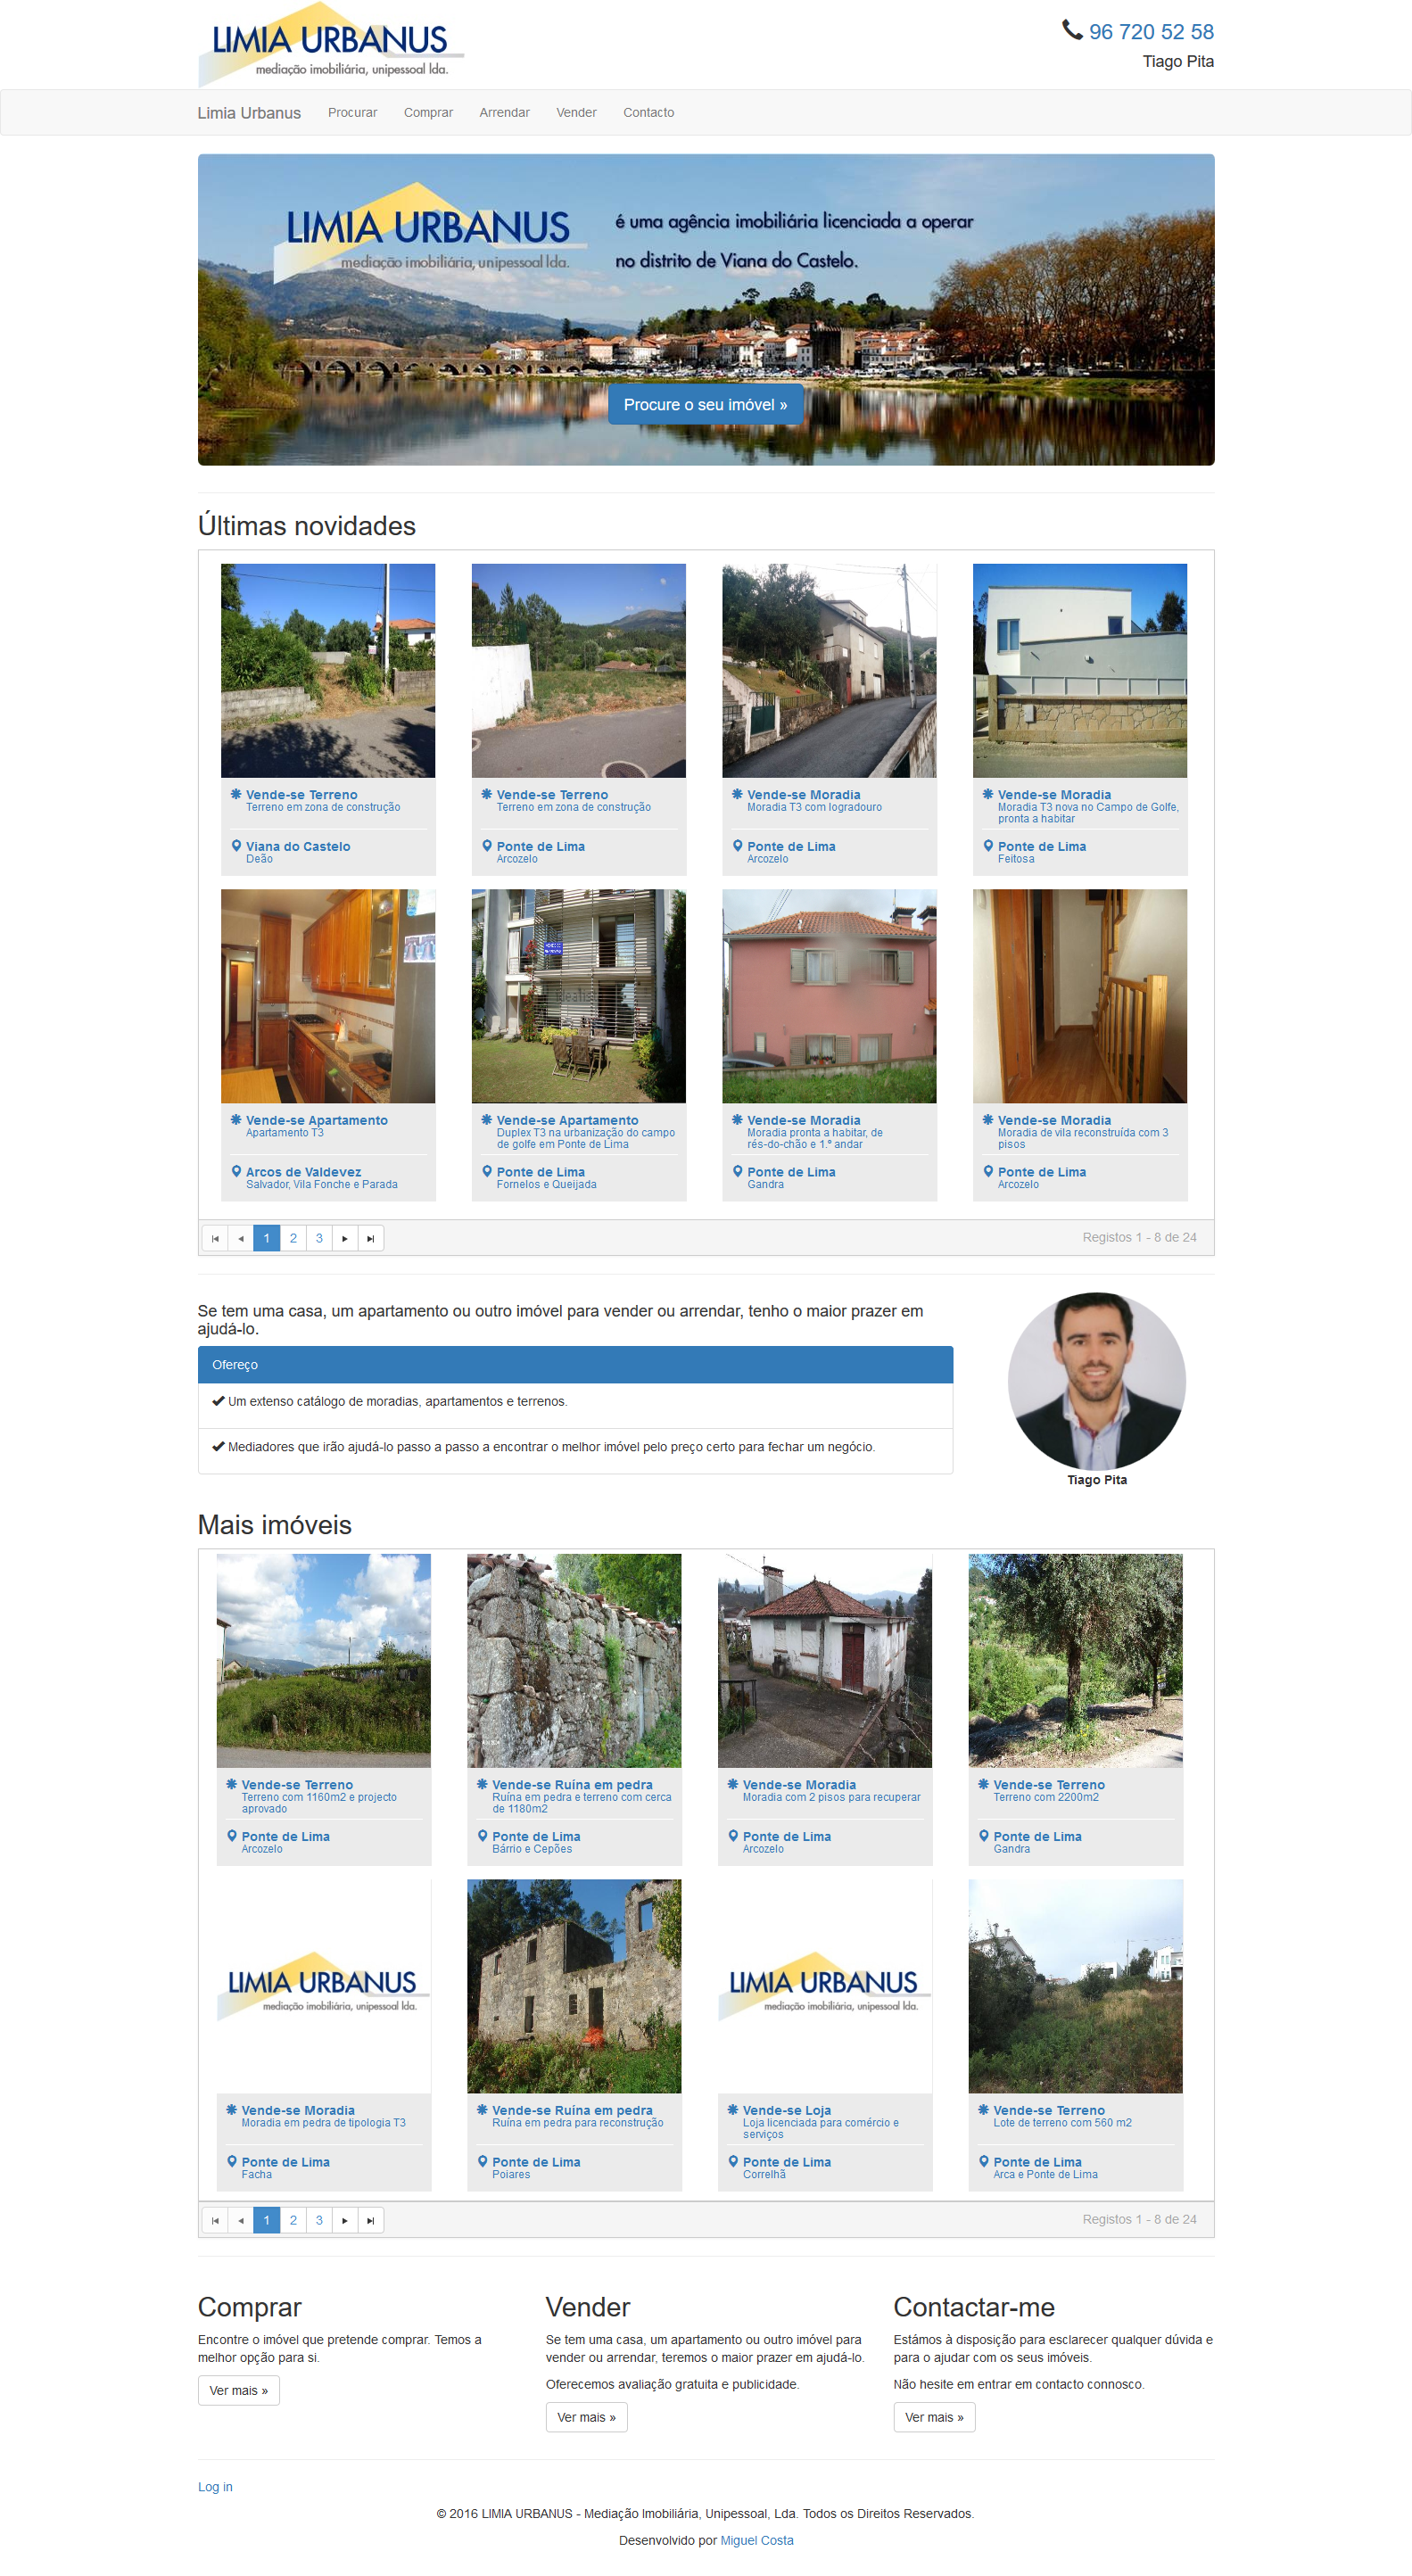 LIMIA URBANUS
mediação imobiliária, unipessoal lda.
96 720 52 58
Tiago Pita
Limia Urbanus Procurar Comprar Arrendar Vender Contacto
LIMIA URBANUS
mediação imobiliária, unipessoal lda.
é uma agência imobiliária licenciada a operar
no distrito de Viana do Castelo.
Procure o seu imóvel »
Últimas novidades
Vende-se Terreno
Terreno em zona de construção
Viana do Castelo
Deão
Vende-se Terreno
Terreno em zona de construção
Ponte de Lima
Arcozelo
Vende-se Moradia
Moradia T3 com logradouro
Ponte de Lima
Arcozelo
Vende-se Moradia
Moradia T3 nova no Campo de Golfe,
pronta a habitar
Ponte de Lima
Feitosa
Vende-se Apartamento
Apartamento T3
Arcos de Valdevez
Salvador, Vila Fonche e Parada
Vende-se Apartamento
Duplex T3 na urbanização do campo
de golfe em Ponte de Lima
Ponte de Lima
Fornelos e Queijada
Vende-se Moradia
Moradia pronta a habitar, de
rés-do-chão e 1.º andar
Ponte de Lima
Gandra
Vende-se Moradia
Moradia de vila reconstruída com 3
pisos
Ponte de Lima
Arcozelo
1 2 3
Registos 1 - 8 de 24
Se tem uma casa, um apartamento ou outro imóvel para vender ou arrendar, tenho o maior prazer em
ajudá-lo.
Ofereço
Um extenso catálogo de moradias, apartamentos e terrenos.
Mediadores que irão ajudá-lo passo a passo a encontrar o melhor imóvel pelo preço certo para fechar um negócio.
Tiago Pita
Mais imóveis
Vende-se Terreno
Terreno com 1160m2 e projecto
aprovado
Ponte de Lima
Arcozelo
Vende-se Ruína em pedra
Ruína em pedra e terreno com cerca
de 1180m2
Ponte de Lima
Bárrio e Cepões
Vende-se Moradia
Moradia com 2 pisos para recuperar
Ponte de Lima
Arcozelo
Vende-se Terreno
Terreno com 2200m2
Ponte de Lima
Gandra
LIMIA URBANUS
mediação imobiliária, unipessoal lda.
Vende-se Moradia
Moradia em pedra de tipologia T3
Ponte de Lima
Facha
Vende-se Ruína em pedra
Ruína em pedra para reconstrução
Ponte de Lima
Poiares
LIMIA URBANUS
mediação imobiliária, unipessoal lda.
Vende-se Loja
Loja licenciada para comércio e
serviços
Ponte de Lima
Correlhã
Vende-se Terreno
Lote de terreno com 560 m2
Ponte de Lima
Arca e Ponte de Lima
1 2 3
Registos 1 - 8 de 24
Comprar
Encontre o imóvel que pretende comprar. Temos a
melhor opção para si.
Ver mais »
Vender
Se tem uma casa, um apartamento ou outro imóvel para
vender ou arrendar, teremos o maior prazer em ajudá-lo.
Oferecemos avaliação gratuita e publicidade.
Ver mais »
Contactar-me
Estámos à disposição para esclarecer qualquer dúvida e
para o ajudar com os seus imóveis.
Não hesite em entrar em contacto connosco.
Ver mais »
Log in
© 2016 LIMIA URBANUS - Mediação Imobiliária, Unipessoal, Lda. Todos os Direitos Reservados.
Desenvolvido por Miguel Costa